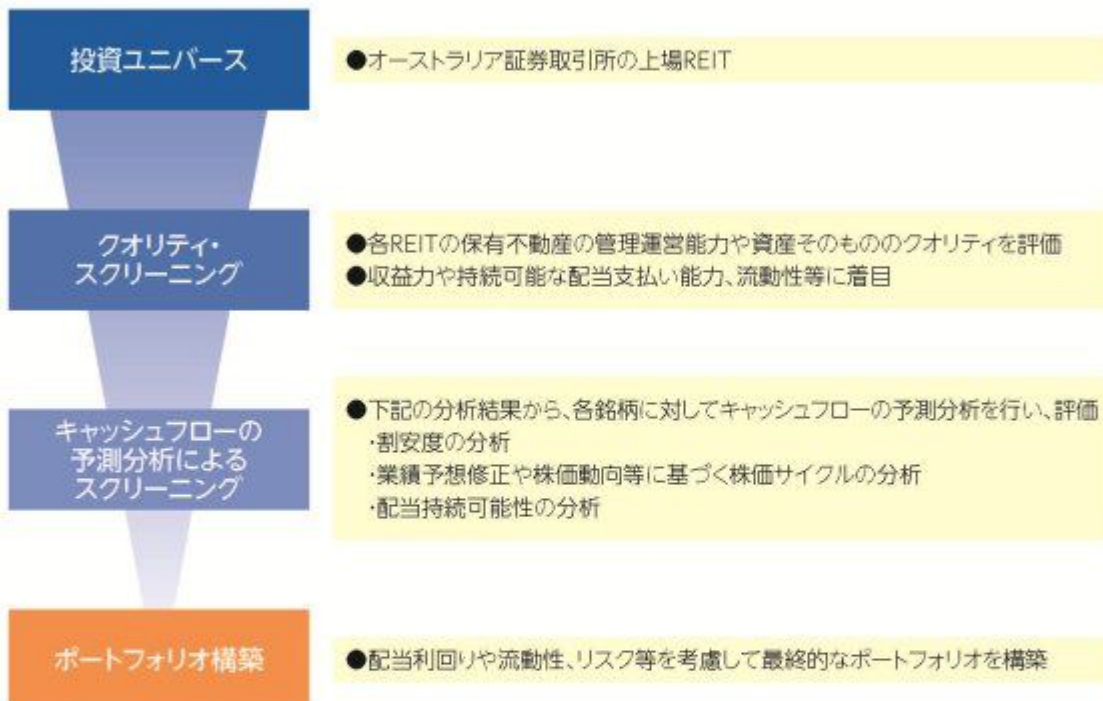 投資ユニバース
●オーストラリア証券取引所の上場REIT
クオリティ・
スクリーニング
●各REITの保有不動産の管理運営能力や資産そのもののクオリティを評価
●収益力や持続可能な配当支払い能力、流動性等に着目
キャッシュフローの
予測分析による
スクリーニング
●下記の分析結果から、各銘柄に対してキャッシュフローの予測分析を行い、評価
・割安度の分析
・業績予想修正や株価動向等に基づく株価サイクルの分析
・配当持続可能性の分析
ポートフォリオ構築
●配当利回りや流動性、リスク等を考慮して最終的なポートフォリオを構築